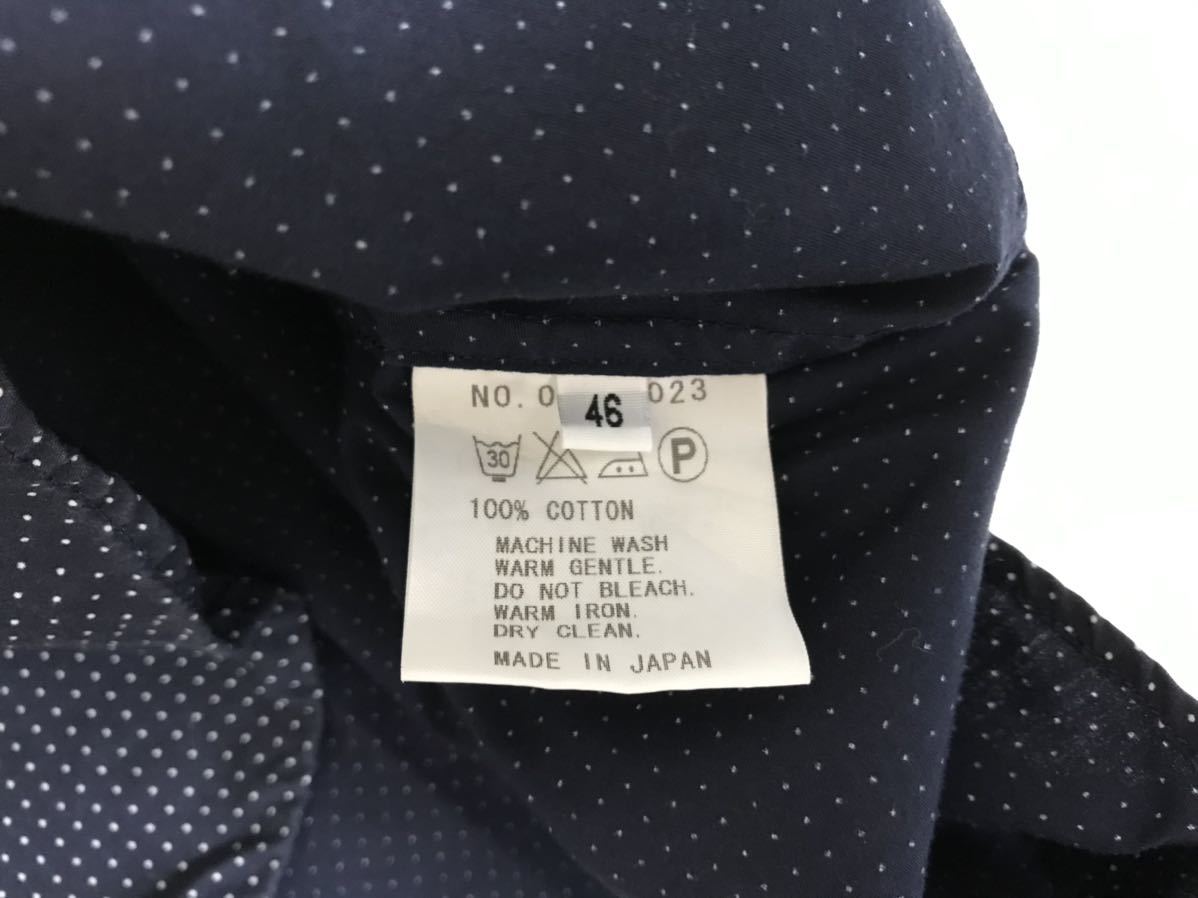 NO. 0 023
46
30 P
100% COTTON
MACHINE WASH
WARM GENTLE.
DO NOT BLEACH.
WARM IRON.
DRY CLEAN.
MADE IN JAPAN